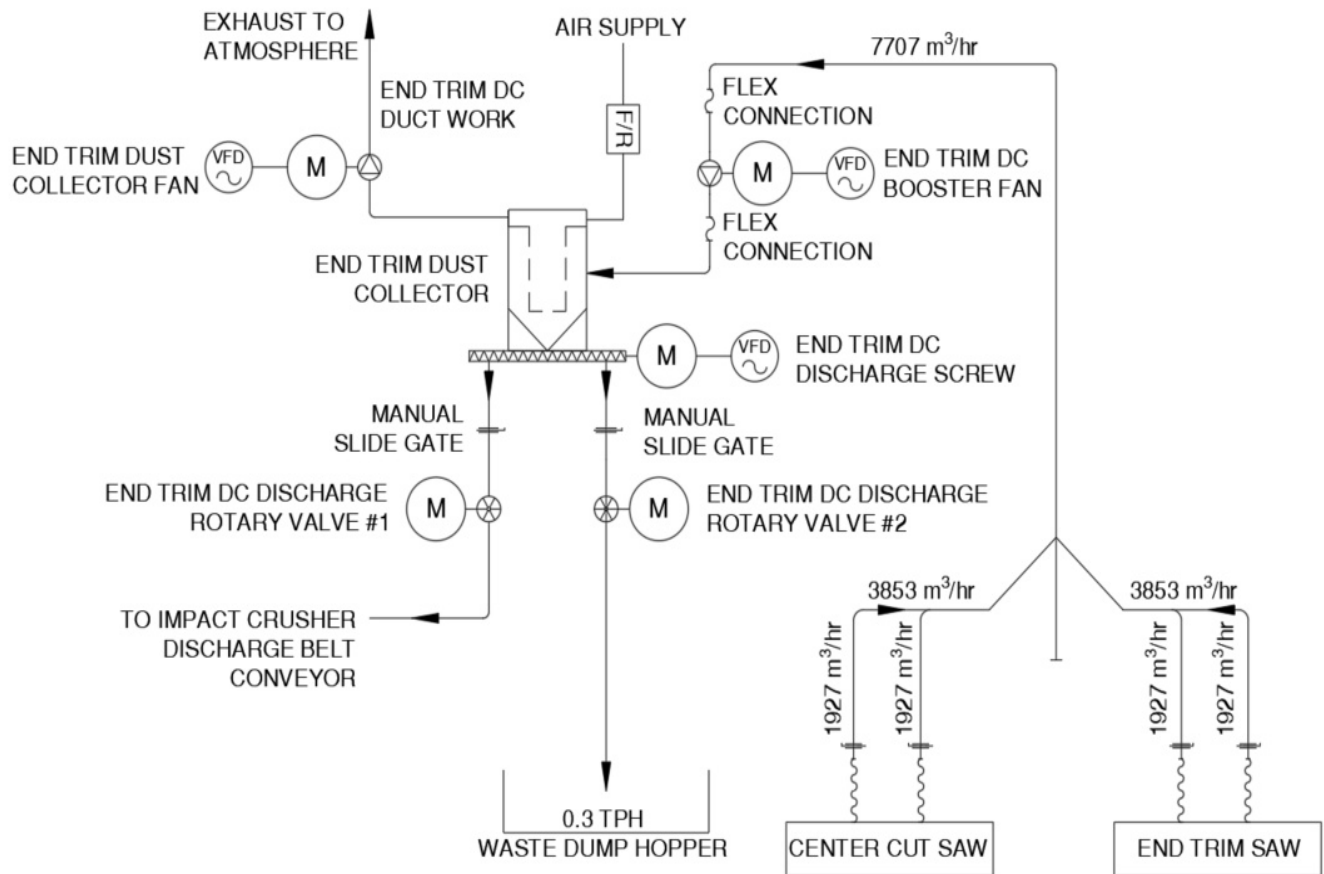 EXHAUST TO
ATMOSPHERE
AIR SUPPLY
7707 m³/hr
END TRIM DC
DUCT WORK
FLEX
CONNECTION
F/R
END TRIM DUST
COLLECTOR FAN
VFD
M
M
VFD
END TRIM DC
BOOSTER FAN
FLEX
CONNECTION
END TRIM DUST
COLLECTOR
M
VFD
END TRIM DC
DISCHARGE SCREW
MANUAL
SLIDE GATE
MANUAL
SLIDE GATE
END TRIM DC DISCHARGE
ROTARY VALVE #1
M
M
END TRIM DC DISCHARGE
ROTARY VALVE #2
3853 m³/hr
3853 m³/hr
TO IMPACT CRUSHER
DISCHARGE BELT
CONVEYOR
1927 m³/hr
1927 m³/hr
1927 m³/hr
1927 m³/hr
0.3 TPH
WASTE DUMP HOPPER
CENTER CUT SAW
END TRIM SAW